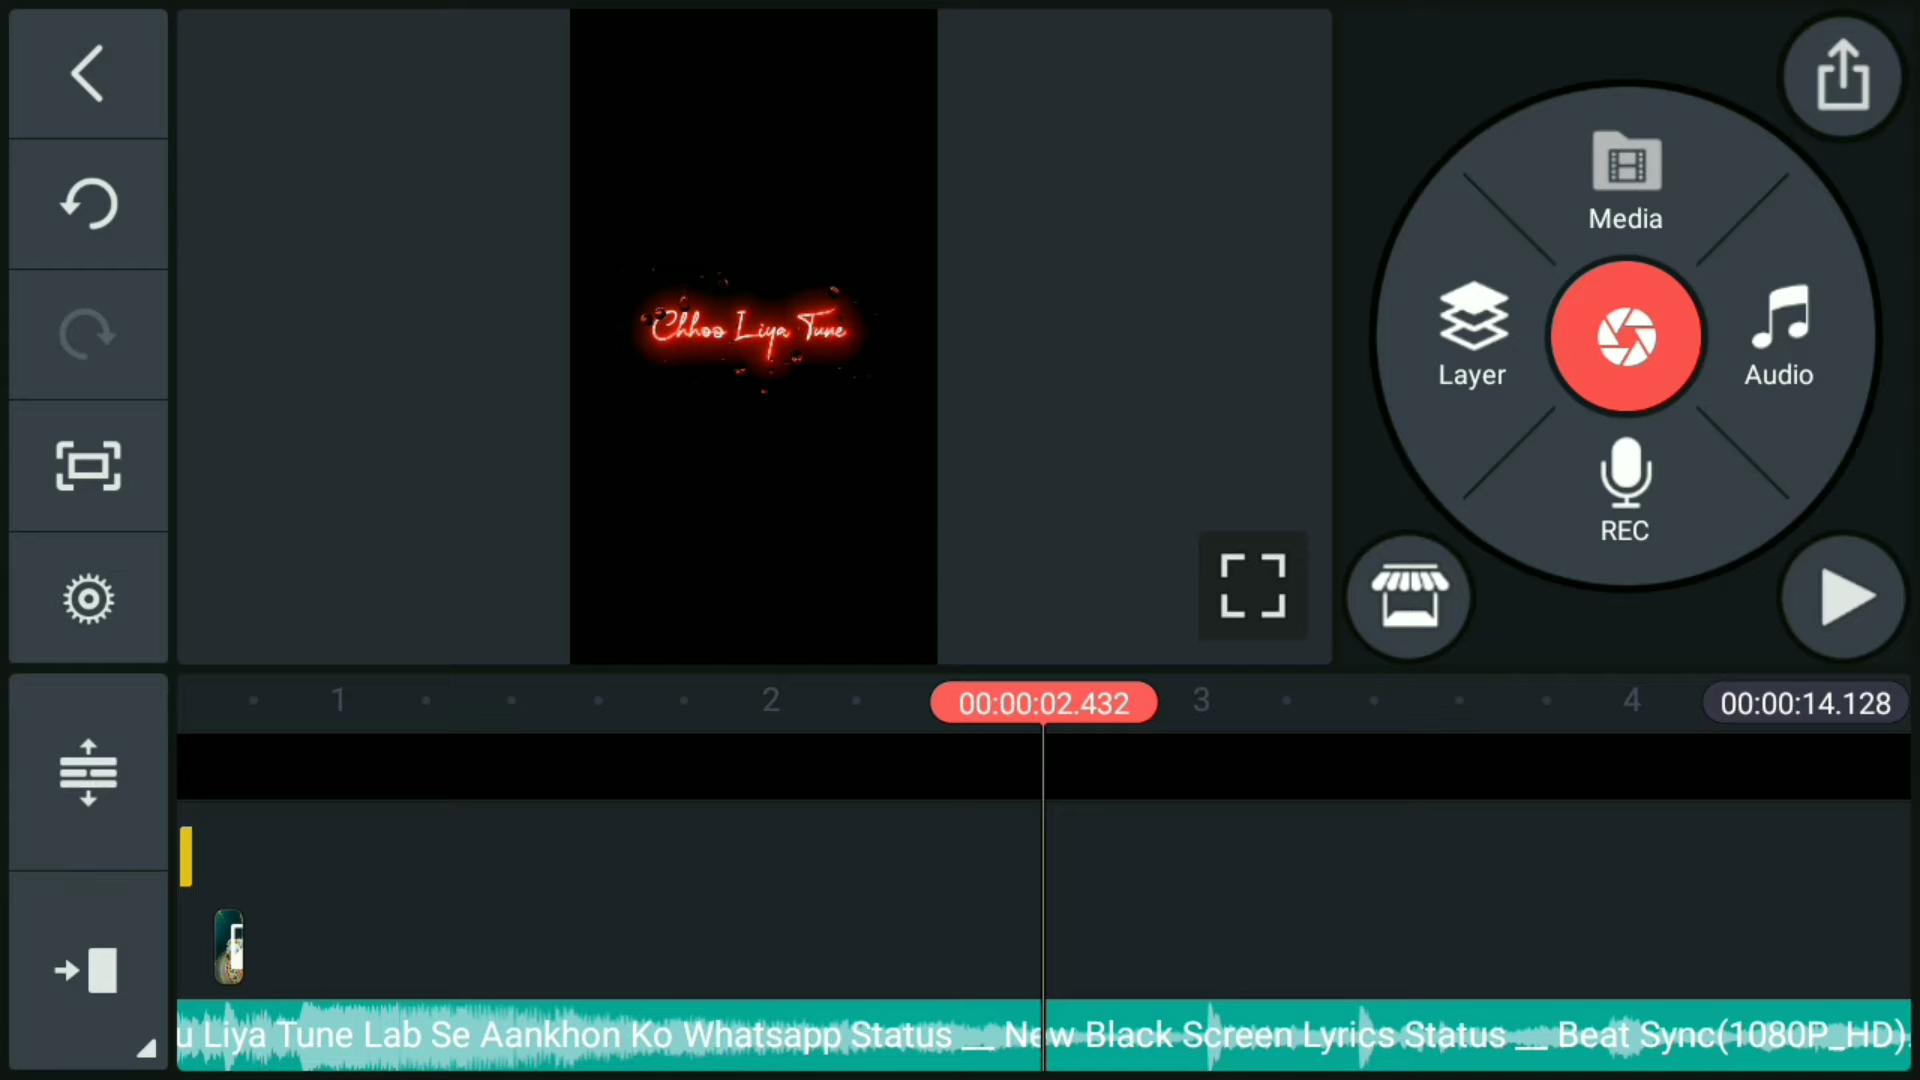 Media
Chhoo Liya Tune
Layer
Audio
REC
1
2
00:00:02.432
3
4
00:00:14.128
u Liya Tune Lab Se Aankhon Ko Whatsapp Status __ New Black Screen Lyrics Status __ Beat Sync(1080P_HD).